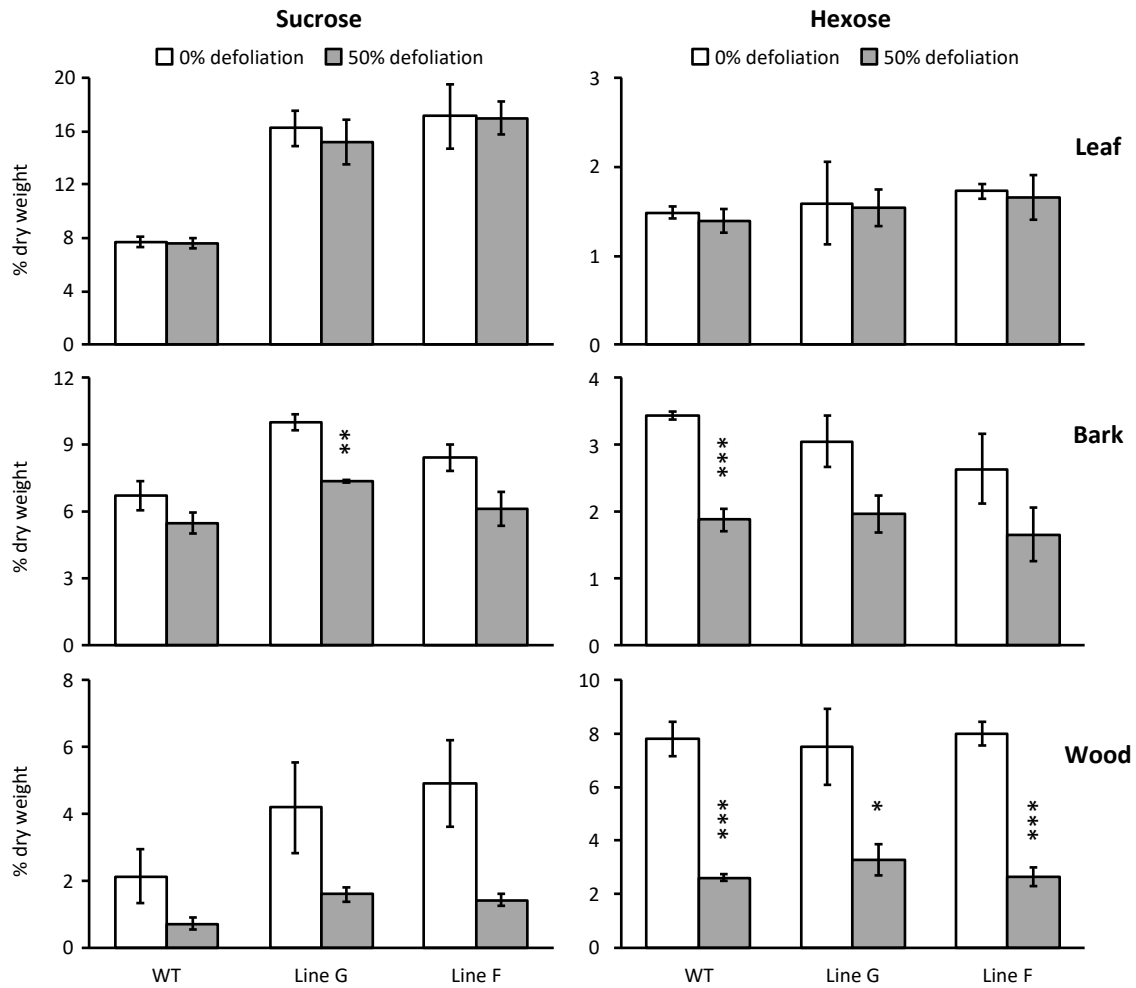 Sucrose
Hexose
0% defoliation
50% defoliation
0% defoliation
50% defoliation
% dry weight
20
16
12
8
4
0
3
2
1
0
Leaf
% dry weight
12
9
6
3
0
**
4
3
2
1
0
***
Bark
% dry weight
8
6
4
2
0
10
8
6
4
2
0
***
*
***
Wood
WT
Line G
Line F
WT
Line G
Line F